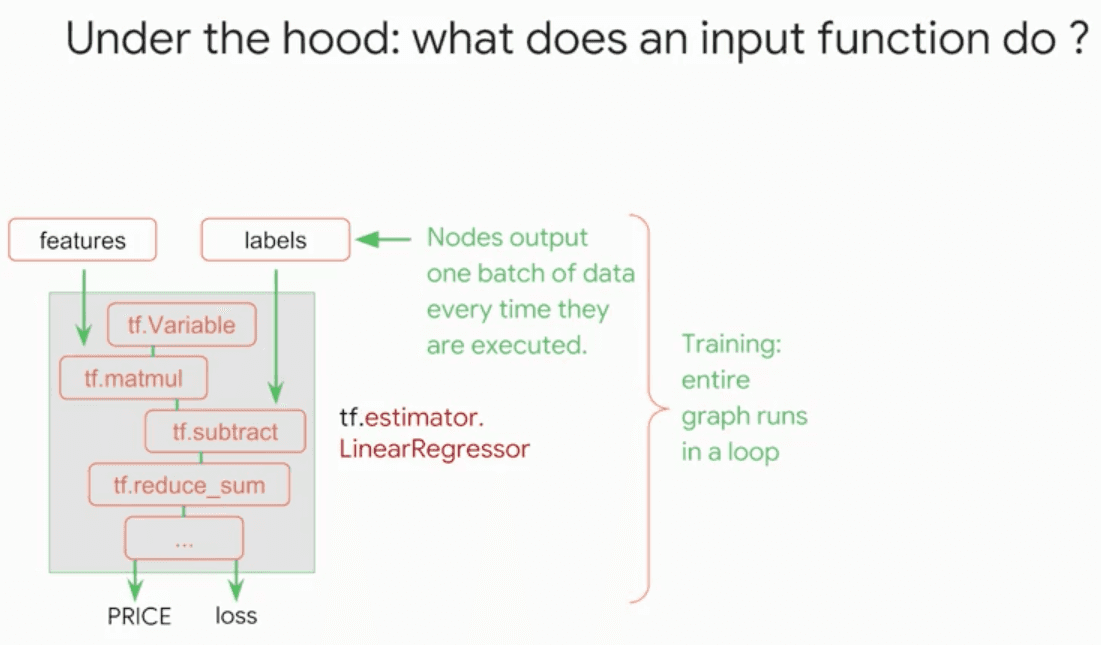 Under the hood: what does an input function do ?
features
labels
Nodes output
one batch of data
every time they
are executed.
tf.Variable
tf.matmul
tf.subtract
tf.reduce_sum
...
tf.estimator.
LinearRegressor
Training:
entire
graph runs
in a loop
PRICE
loss